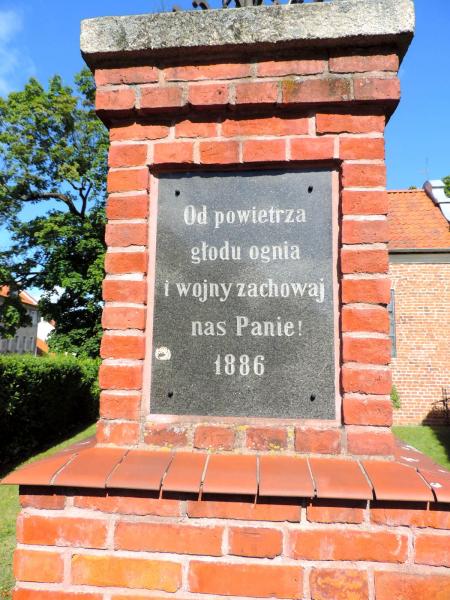 Od powietrza
głodu ognia
i wojny zachowaj
nas Panie!
1886